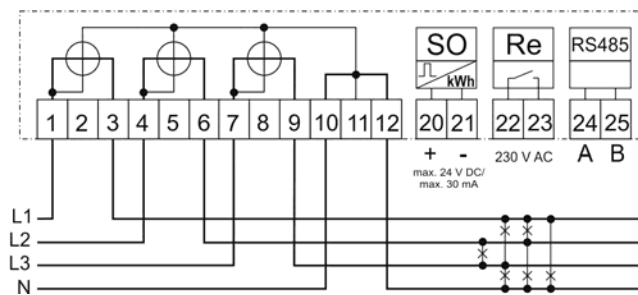 SO Re RS485
kWh
1 2 3 4 5 6 7 8 9 10 11 12 20 21 22 23 24 25
+ - 230 V AC A B
max. 24 V DC/
max. 30 mA
L1
L2
L3
N